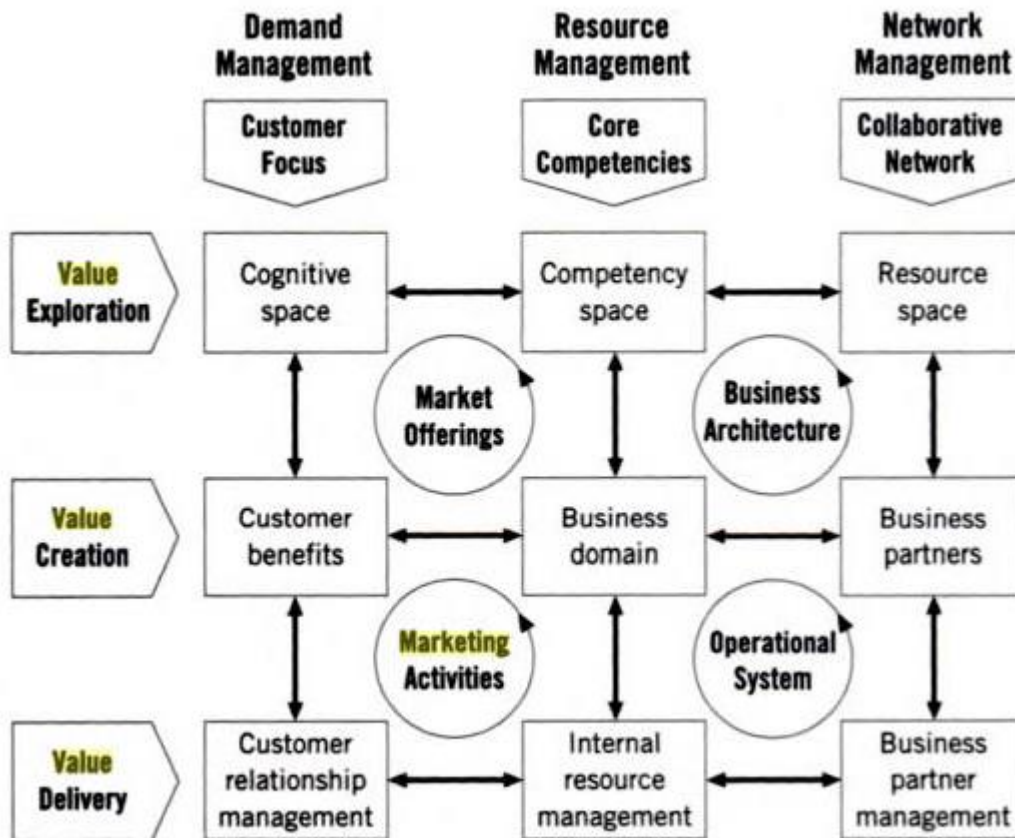 Demand
Management
Resource
Management
Network
Management
Customer
Focus
Core
Competencies
Collaborative
Network
Value
Exploration
Cognitive
space
Competency
space
Resource
space
Market
Offerings
Business
Architecture
Value
Creation
Customer
benefits
Business
domain
Business
partners
Marketing
Activities
Operational
System
Value
Delivery
Customer
relationship
management
Internal
resource
management
Business
partner
management